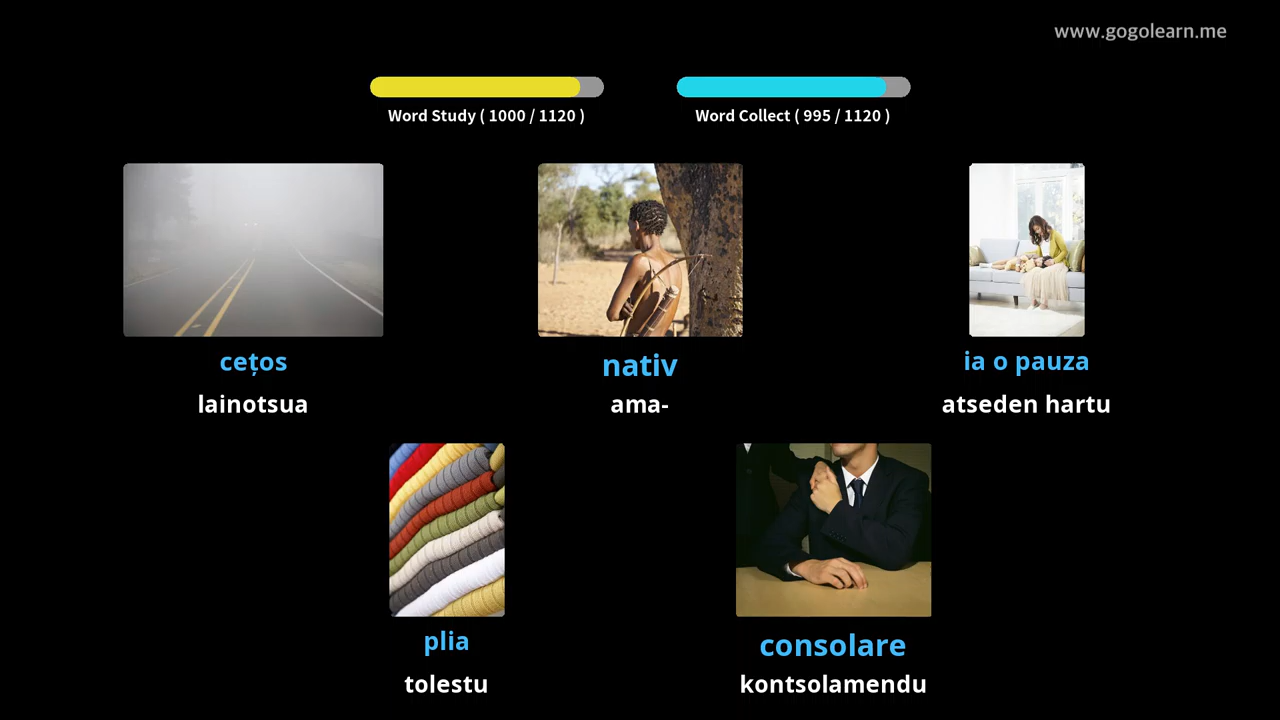 www.gogolearn.me
Word Study ( 1000 / 1120 )
Word Collect ( 995 / 1120 )
cețos
lainotsua
nativ
ama-
ia o pauza
atseden hartu
plia
tolestu
consolare
kontsolamendu